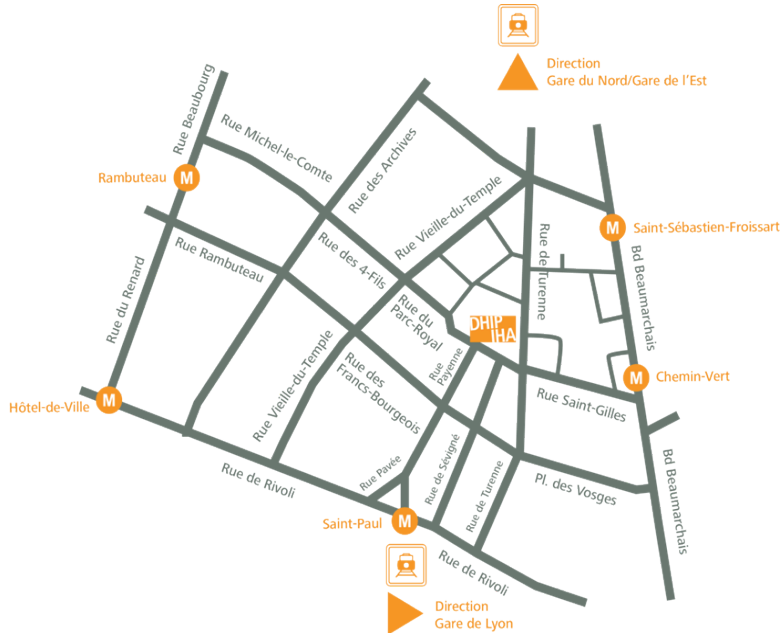 Direction
Gare du Nord/Gare de l'Est
Rue Beaubourg
Rue Michel-le-Comte
Rue des Archives
Rambuteau
M
Rue Vieille-du-Temple
M
Saint-Sébastien-Froissart
Rue Rambuteau
Rue des 4-Fils
Rue de Turenne
Bd Beaumarchais
Rue du Renard
Rue du
Parc-Royal
DHIP
IHA
Rue Vieille-du-Temple
Rue des
Francs-Bourgeois
Rue
Payenne
M
Chemin-Vert
Hôtel-de-Ville
M
Rue Saint-Gilles
Rue de Rivoli
Rue Pavée
Rue de Sévigné
Rue de Turenne
Pl. des Vosges
Bd Beaumarchais
Saint-Paul
M
Rue de Rivoli
Direction
Gare de Lyon